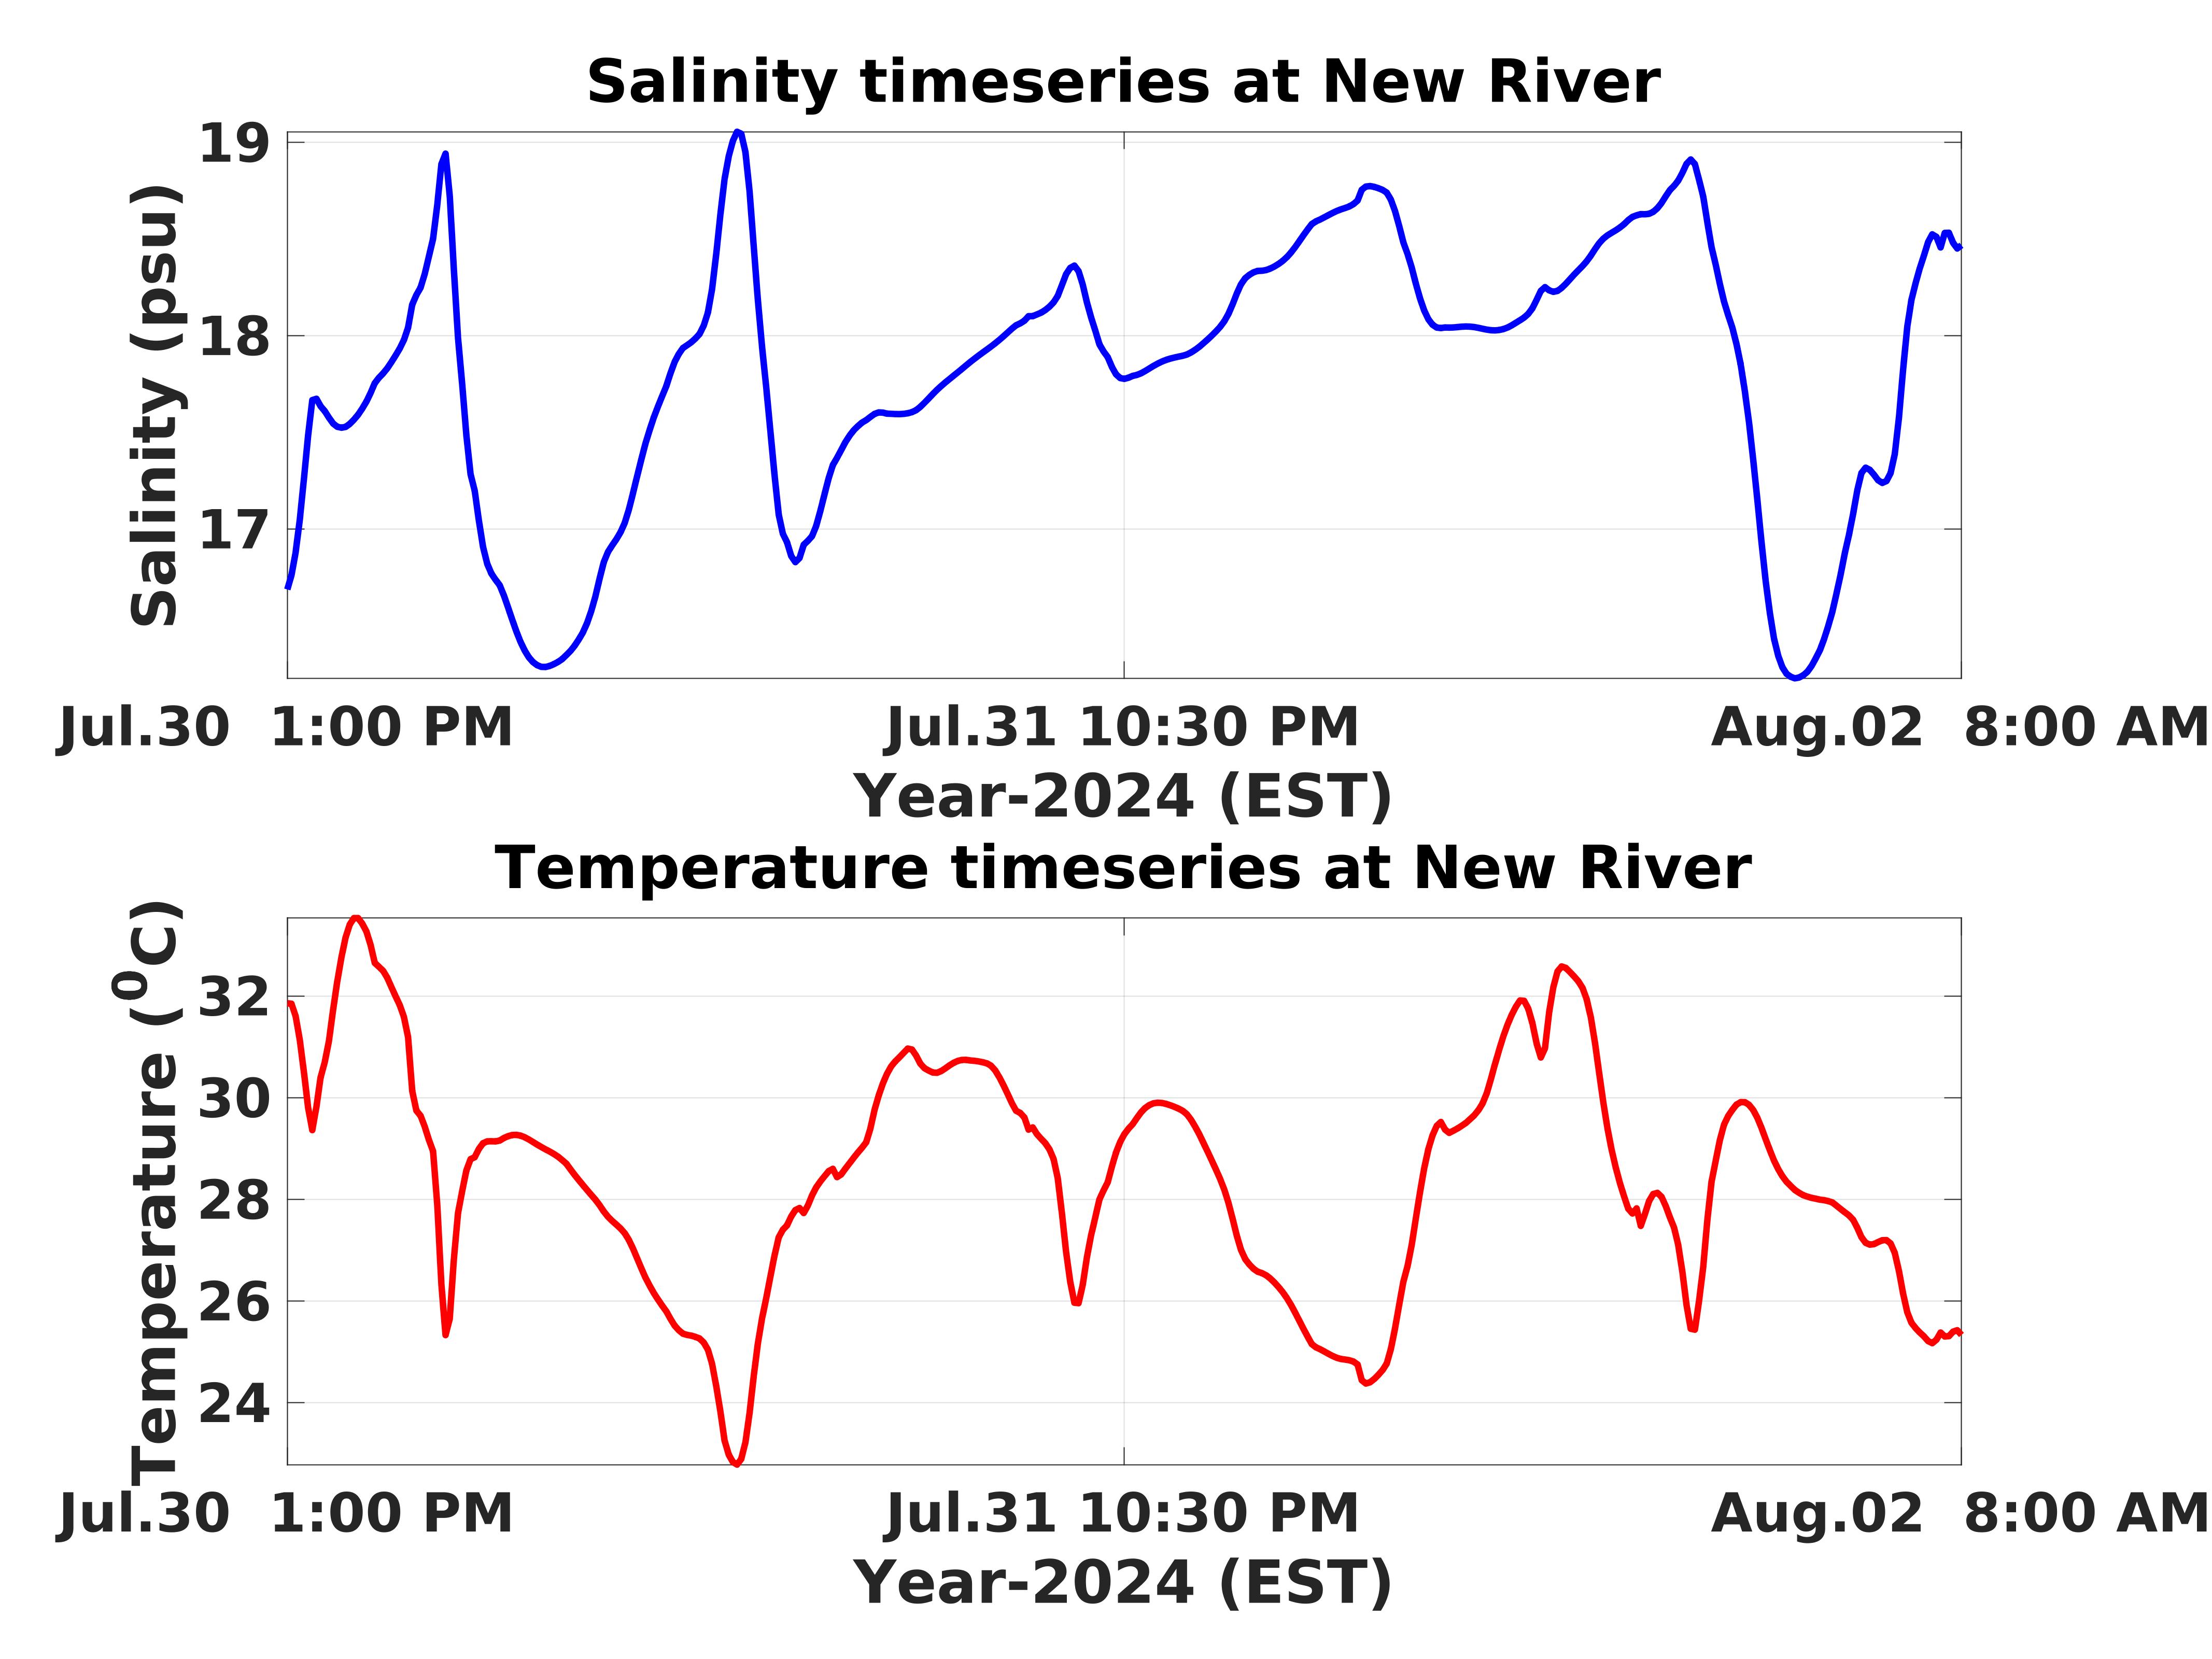 Salinity timeseries at New River
19
18
17
Salinity (psu)
Jul.30  1:00 PM Jul.31 10:30 PM Aug.02  8:00 AM
Year-2024 (EST)
Temperature timeseries at New River
32
30
28
26
24
Temperature (⁰C)
Jul.30  1:00 PM Jul.31 10:30 PM Aug.02  8:00 AM
Year-2024 (EST)